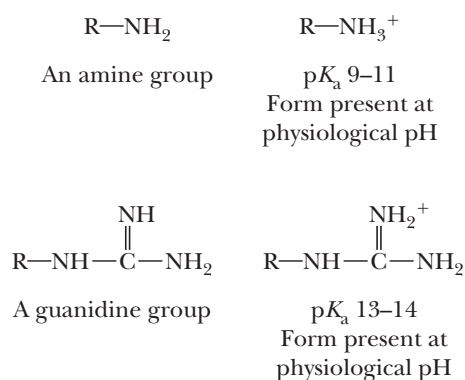 R—NH₂ R—NH₃⁺
An amine group pKₐ 9–11
Form present at
physiological pH
NH NH₂⁺
‖ ‖
R—NH—C—NH₂ R—NH—C—NH₂
A guanidine group pKₐ 13–14
Form present at
physiological pH